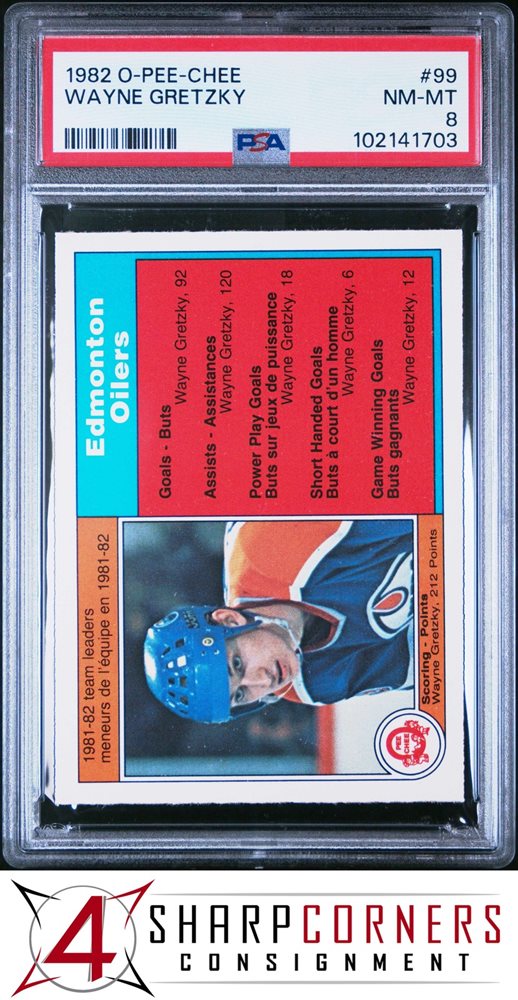 1982 O-PEE-CHEE #99
WAYNE GRETZKY NM-MT
8
PSA 102141703
Edmonton
Oilers
Goals - Buts
Wayne Gretzky, 92
Assists - Assistances
Wayne Gretzky, 120
Power Play Goals
Buts sur jeux de puissance
Wayne Gretzky, 18
Short Handed Goals
Buts à court d'un homme
Wayne Gretzky, 6
Game Winning Goals
Buts gagnants
Wayne Gretzky, 12
1981-82 team leaders
meneurs de l'équipe en 1981-82
Scoring - Points
Wayne Gretzky, 212 Points
O
PEE
CHEE
4 SHARPCORNERS
CONSIGNMENT